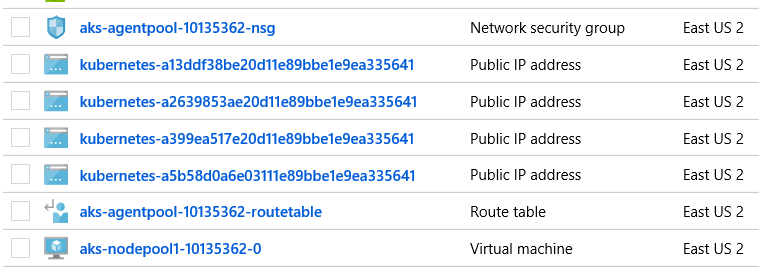 aks-agentpool-10135362-nsg Network security group East US 2
kubernetes-a13ddf38be20d11e89bbe1e9ea335641 Public IP address East US 2
kubernetes-a2639853ae20d11e89bbe1e9ea335641 Public IP address East US 2
kubernetes-a399ea517e20d11e89bbe1e9ea335641 Public IP address East US 2
kubernetes-a5b58d0a6e03111e89bbe1e9ea335641 Public IP address East US 2
aks-agentpool-10135362-routetable Route table East US 2
aks-nodepool1-10135362-0 Virtual machine East US 2